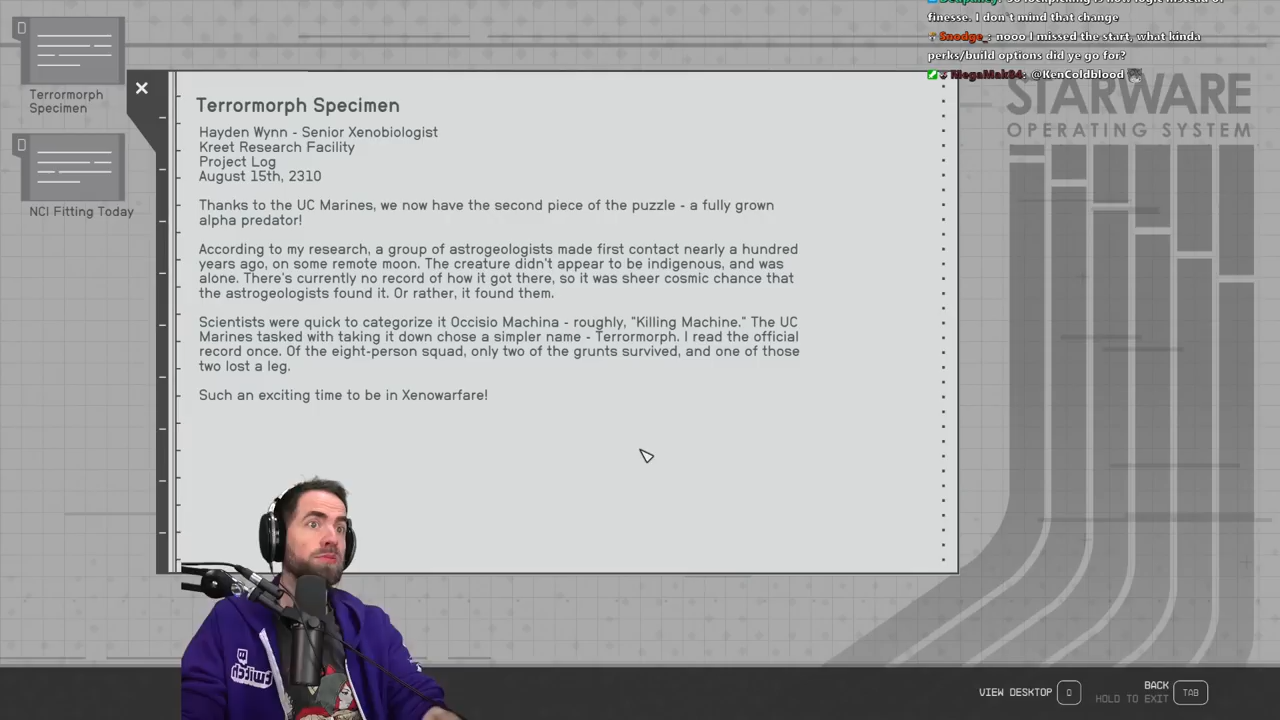 finesse. I don't mind that change
Snodge_: nooo I missed the start, what kinda
perks/build options did ye go for?
MegaMak84: @KenColdblood
Terrormorph
Specimen
NCI Fitting Today
Terrormorph Specimen
Hayden Wynn - Senior Xenobiologist
Kreet Research Facility
Project Log
August 15th, 2310
Thanks to the UC Marines, we now have the second piece of the puzzle - a fully grown
alpha predator!
According to my research, a group of astrogeologists made first contact nearly a hundred
years ago, on some remote moon. The creature didn't appear to be indigenous, and was
alone. There's currently no record of how it got there, so it was sheer cosmic chance that
the astrogeologists found it. Or rather, it found them.
Scientists were quick to categorize it Occisio Machina - roughly, "Killing Machine." The UC
Marines tasked with taking it down chose a simpler name - Terrormorph. I read the official
record once. Of the eight-person squad, only two of the grunts survived, and one of those
two lost a leg.
Such an exciting time to be in Xenowarfare!
STARWARE
OPERATING SYSTEM
twitch
VIEW DESKTOP
BACK
HOLD TO EXIT
TAB